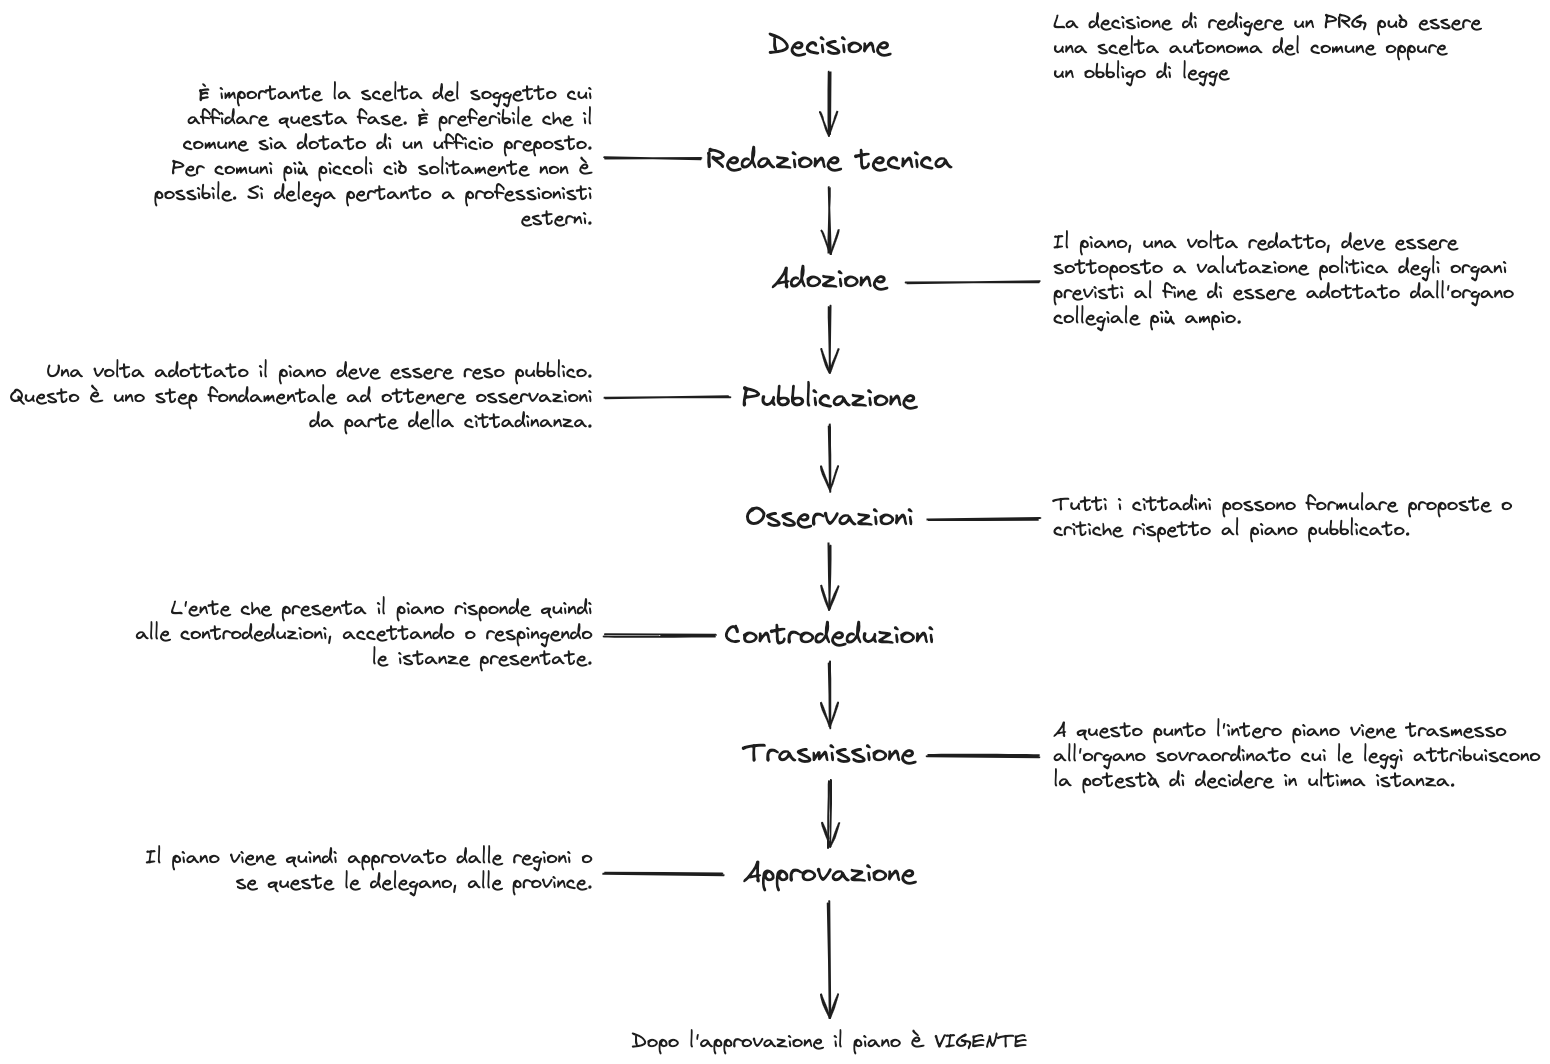 Decisione
La decisione di redigere un PRG può essere
una scelta autonoma del comune oppure
un obbligo di legge
È importante la scelta del soggetto cui
affidare questa fase. È preferibile che il
comune sia dotato di un ufficio preposto.
Per comuni più piccoli ciò solitamente non è
possibile. Si delega pertanto a professionisti
esterni.
Redazione tecnica
Adozione
Il piano, una volta redatto, deve essere
sottoposto a valutazione politica degli organi
previsti al fine di essere adottato dall'organo
collegiale più ampio.
Una volta adottato il piano deve essere reso pubblico.
Questo è uno step fondamentale ad ottenere osservazioni
da parte della cittadinanza.
Pubblicazione
Osservazioni
Tutti i cittadini possono formulare proposte o
critiche rispetto al piano pubblicato.
L'ente che presenta il piano risponde quindi
alle controdeduzioni, accettando o respingendo
le istanze presentate.
Controdeduzioni
Trasmissione
A questo punto l'intero piano viene trasmesso
all'organo sovraordinato cui le leggi attribuiscono
la potestà di decidere in ultima istanza.
Il piano viene quindi approvato dalle regioni o
se queste le delegano, alle province.
Approvazione
Dopo l'approvazione il piano è VIGENTE